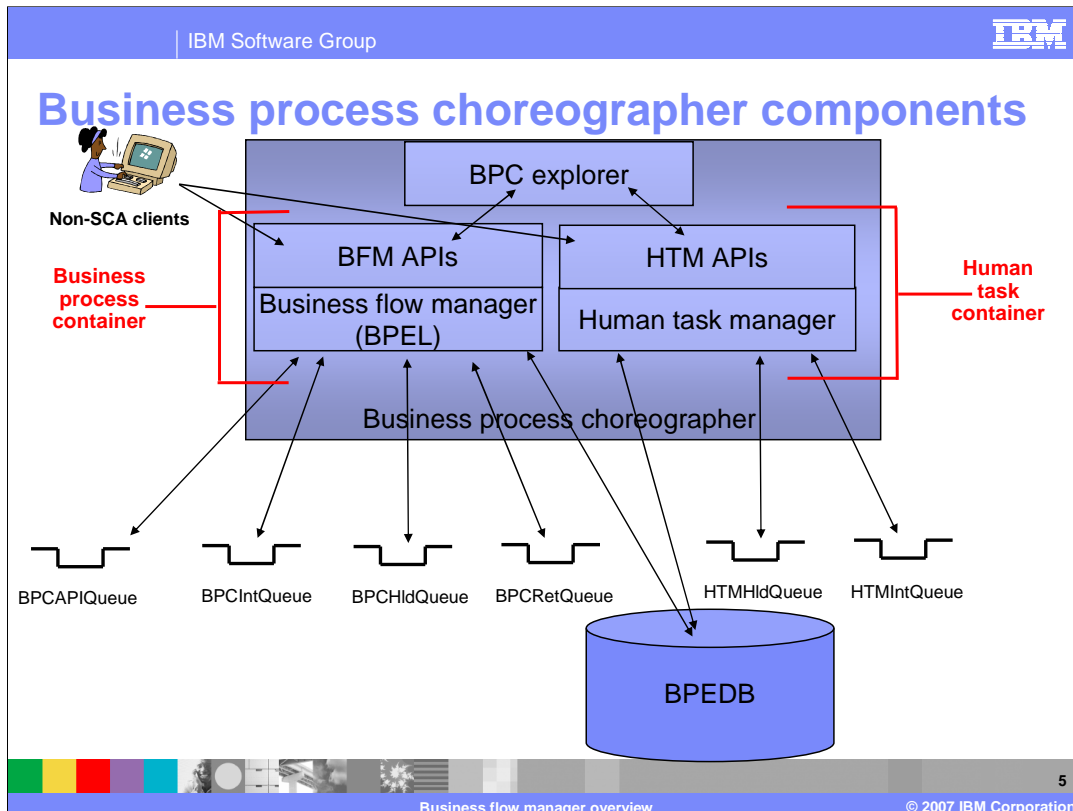 IBM Software Group
IBM
Business process choreographer components
BPC explorer
Non-SCA clients
BFM APIs
HTM APIs
Business
process
container
Human
task
container
Business flow manager
(BPEL)
Human task manager
Business process choreographer
BPCAPIQueue
BPCIntQueue
BPCHldQueue
BPCRetQueue
HTMHldQueue
HTMIntQueue
BPEDB
5
Business flow manager overview
© 2007 IBM Corporation